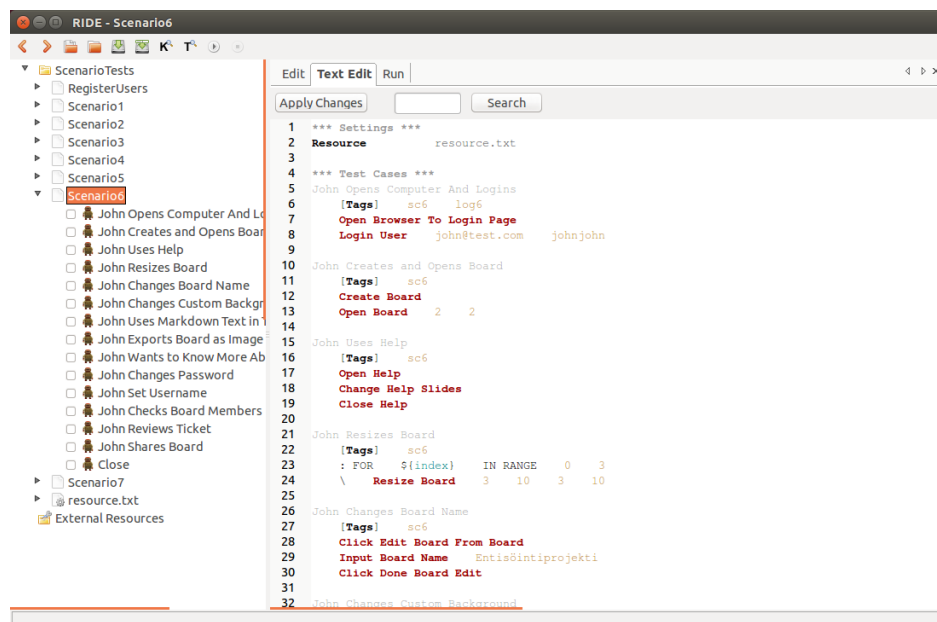 RIDE - Scenario6
K T
ScenarioTests
RegisterUsers
Scenario1
Scenario2
Scenario3
Scenario4
Scenario5
Scenario6
John Opens Computer And Lo
John Creates and Opens Boar
John Uses Help
John Resizes Board
John Changes Board Name
John Changes Custom Backgr
John Uses Markdown Text in T
John Exports Board as Image
John Wants to Know More Ab
John Changes Password
John Set Username
John Checks Board Members
John Reviews Ticket
John Shares Board
Close
Scenario7
resource.txt
External Resources
Edit Text Edit Run
Apply Changes Search
1 *** Settings ***
2 Resource resource.txt
3
4 *** Test Cases ***
5 John Opens Computer And Logins
6 [Tags] sc6 log6
7 Open Browser To Login Page
8 Login User john@test.com johnjohn
9
10 John Creates and Opens Board
11 [Tags] sc6
12 Create Board
13 Open Board 2 2
14
15 John Uses Help
16 [Tags] sc6
17 Open Help
18 Change Help Slides
19 Close Help
20
21 John Resizes Board
22 [Tags] sc6
23 : FOR ${index} IN RANGE 0 3
24 \ Resize Board 3 10 3 10
25
26 John Changes Board Name
27 [Tags] sc6
28 Click Edit Board From Board
29 Input Board Name Entisöintiprojekti
30 Click Done Board Edit
31
32 John Changes Custom Background